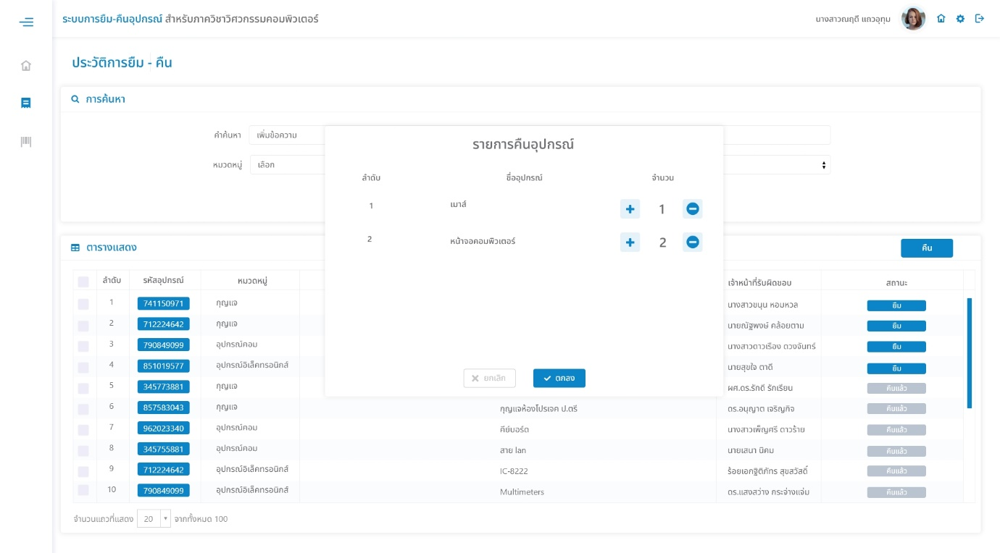 ระบบการยืม-คืนอุปกรณ์ สำหรับภาควิชาวิศวกรรมคอมพิวเตอร์
นางสาวณฤดี แถวอุทุม
ประวัติการยืม - คืน
การค้นหา
คำค้นหา เพิ่มข้อความ
หมวดหมู่ เลือก
รายการคืนอุปกรณ์
ลำดับ ชื่ออุปกรณ์ จำนวน
1 เมาส์ 1
2 หน้าจอคอมพิวเตอร์ 2
ยกเลิก ตกลง
ตารางแสดง คืน
ลำดับ รหัสอุปกรณ์ หมวดหมู่ เจ้าหน้าที่รับผิดชอบ สถานะ
1 741150971 กุญแจ นางสาวขนุน หอมหวล ยืม
2 712224642 กุญแจ นายณัฐพงษ์ คล้อยตาม ยืม
3 790849099 อุปกรณ์คอม นางสาวดาวเรือง ดวงจันทร์ ยืม
4 851019577 อุปกรณ์อิเล็คทรอนิกส์ นายสุขใจ ตาดี ยืม
5 345773881 กุญแจ ผศ.ดร.รักดี รักเรียน คืนแล้ว
6 857583043 กุญแจ กุญแจห้องโปรเจค ป.ตรี ดร.อนุญาต เจริญกิจ คืนแล้ว
7 962023340 อุปกรณ์คอม คีย์บอร์ด นางสาวเพ็ญศรี ดาวร้าย คืนแล้ว
8 345755881 อุปกรณ์คอม สาย lan นายเสนา นิคม คืนแล้ว
9 712224642 อุปกรณ์อิเล็คทรอนิกส์ IC-8222 ร้อยเอกฐิติภัทร สุขสวัสดิ์ คืนแล้ว
10 790849099 อุปกรณ์อิเล็คทรอนิกส์ Multimeters ดร.แสงสว่าง กระจ่างแจ่ม คืนแล้ว
จำนวนแถวที่แสดง 20 จากทั้งหมด 100